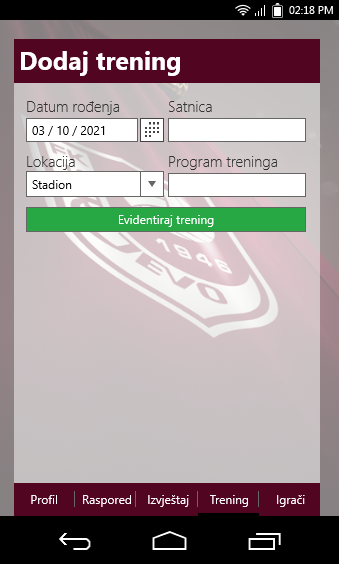 02:18 PM
Dodaj trening
Datum rođenja Satnica
03 / 10 / 2021
Lokacija Program treninga
Stadion
Evidentiraj trening
1946
EVO
Profil Raspored Izvještaj Trening Igrači